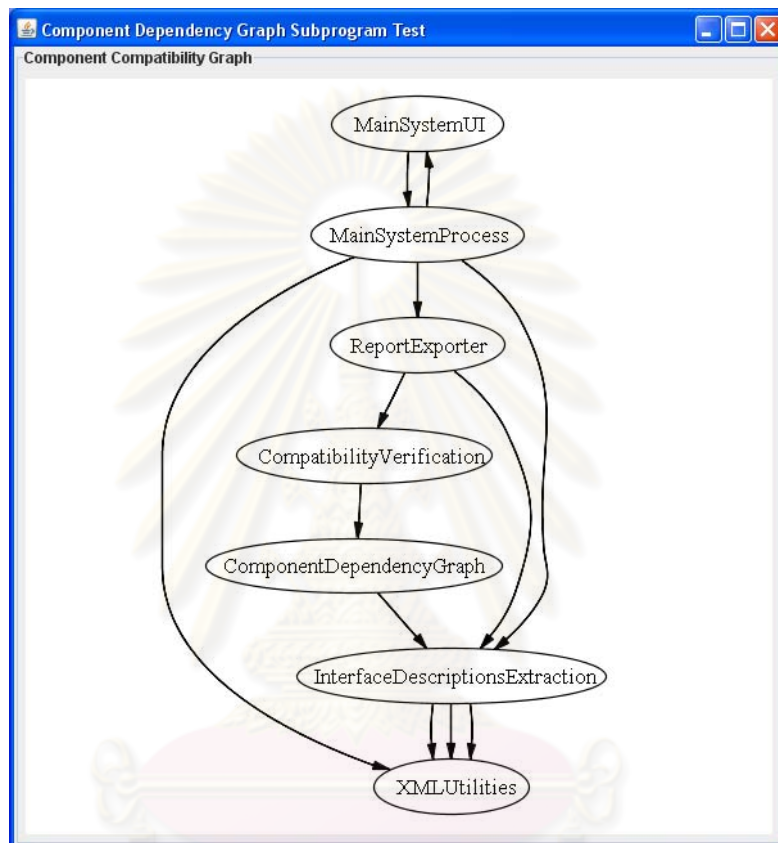 Component Dependency Graph Subprogram Test
Component Compatibility Graph
MainSystemUI
MainSystemProcess
ReportExporter
CompatibilityVerification
ComponentDependencyGraph
InterfaceDescriptionsExtraction
XMLUtilities